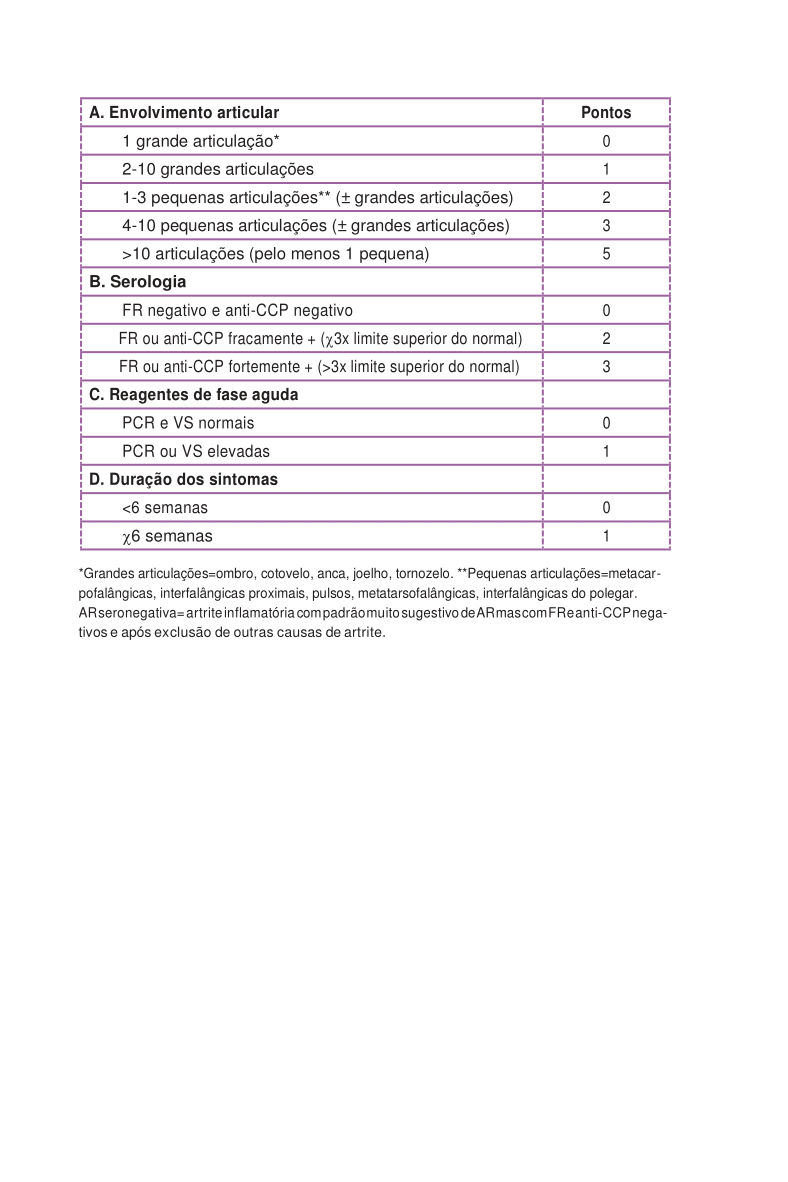 A. Envolvimento articular Pontos
1 grande articulação* 0
2-10 grandes articulações 1
1-3 pequenas articulações** (± grandes articulações) 2
4-10 pequenas articulações (± grandes articulações) 3
>10 articulações (pelo menos 1 pequena) 5
B. Serologia
FR negativo e anti-CCP negativo 0
FR ou anti-CCP fracamente + (χ3x limite superior do normal) 2
FR ou anti-CCP fortemente + (>3x limite superior do normal) 3
C. Reagentes de fase aguda
PCR e VS normais 0
PCR ou VS elevadas 1
D. Duração dos sintomas
<6 semanas 0
χ6 semanas 1
*Grandes articulações=ombro, cotovelo, anca, joelho, tornozelo. **Pequenas articulações=metacar-
pofalângicas, interfalângicas proximais, pulsos, metatarsofalângicas, interfalângicas do polegar.
AR seronegativa= artrite inflamatória com padrão muito sugestivo de AR mas com FR e anti-CCP nega-
tivos e após exclusão de outras causas de artrite.